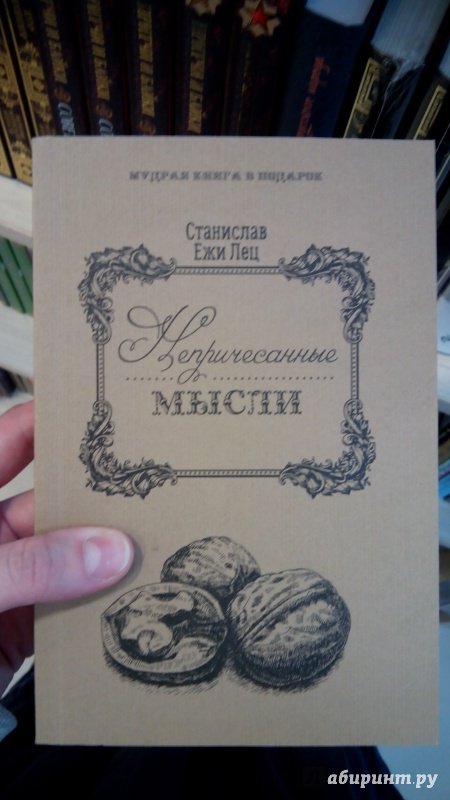 МУДРАЯ КНИГА В ПОДАРОК
Станислав
Ежи Лец
Непричесанные
МЫСЛИ
абиринт.ру